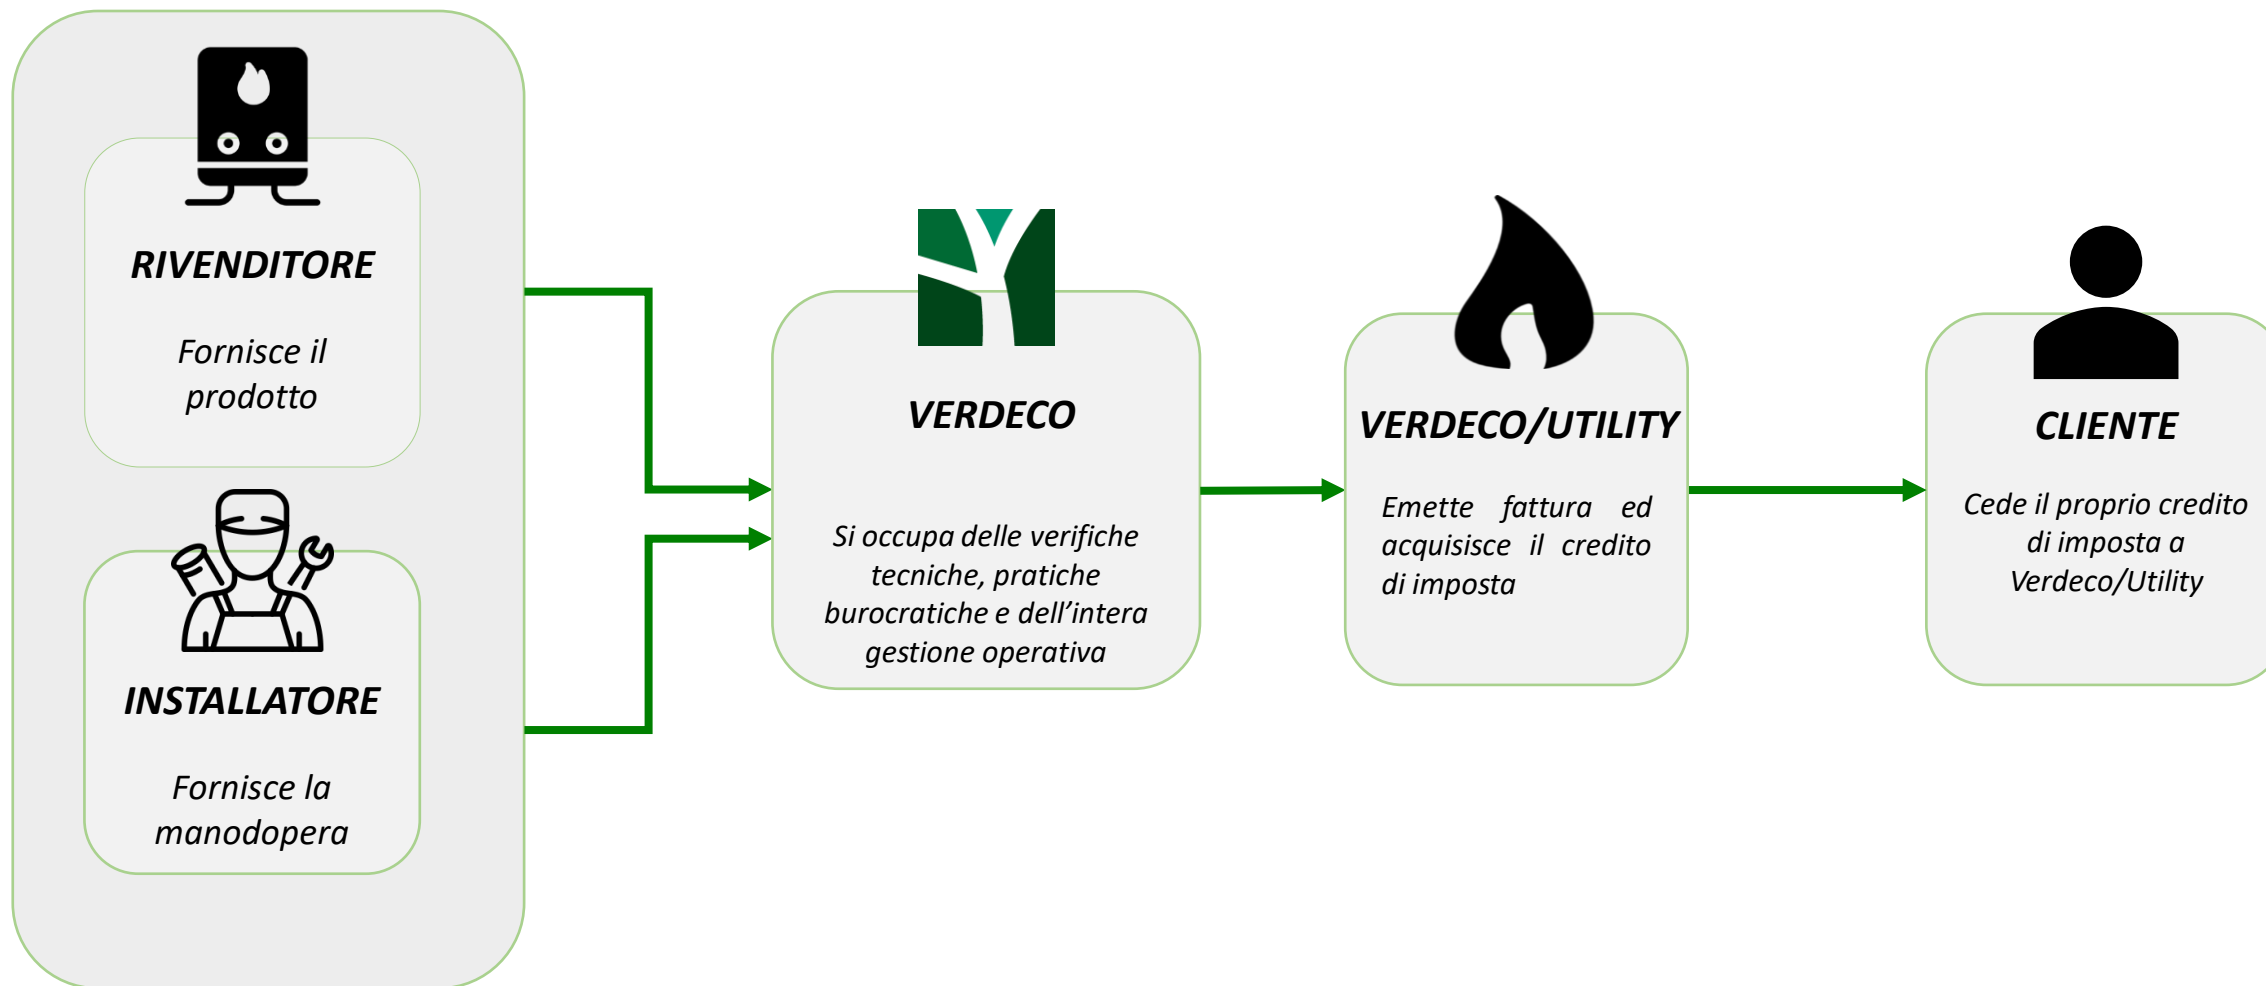 RIVENDITORE
Fornisce il
prodotto
INSTALLATORE
Fornisce la
manodopera
VERDECO
Si occupa delle verifiche
tecniche, pratiche
burocratiche e dell’intera
gestione operativa
VERDECO/UTILITY
Emette fattura ed
acquisisce il credito
di imposta
CLIENTE
Cede il proprio credito
di imposta a
Verdeco/Utility